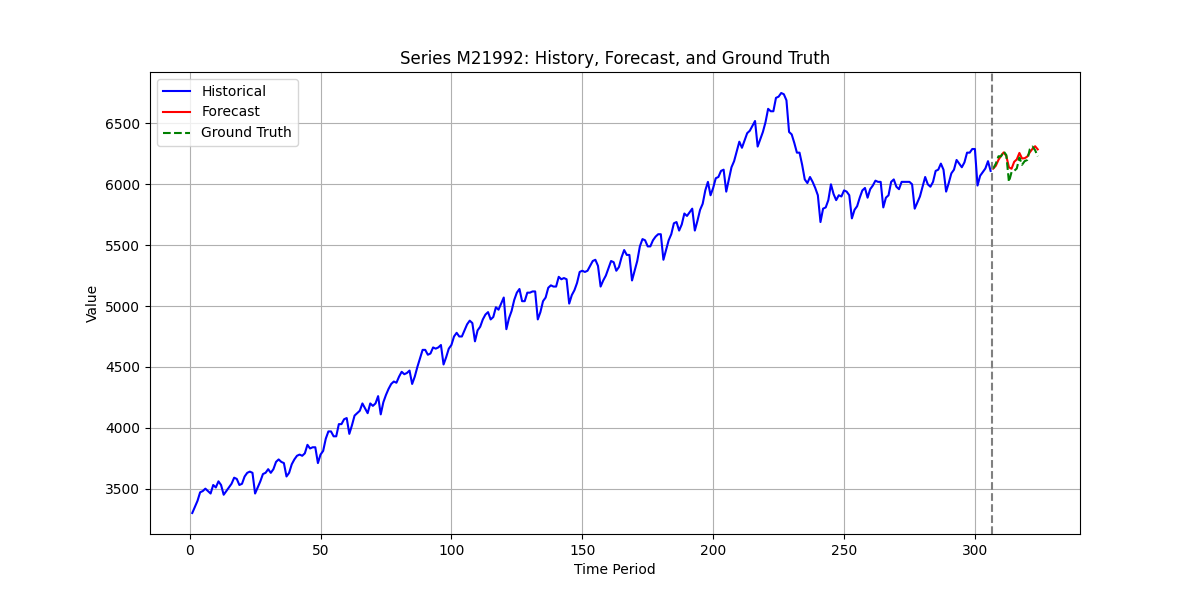 Series M21992: History, Forecast, and Ground Truth
Historical
Forecast
Ground Truth
Value
6500
6000
5500
5000
4500
4000
3500
0 50 100 150 200 250 300
Time Period